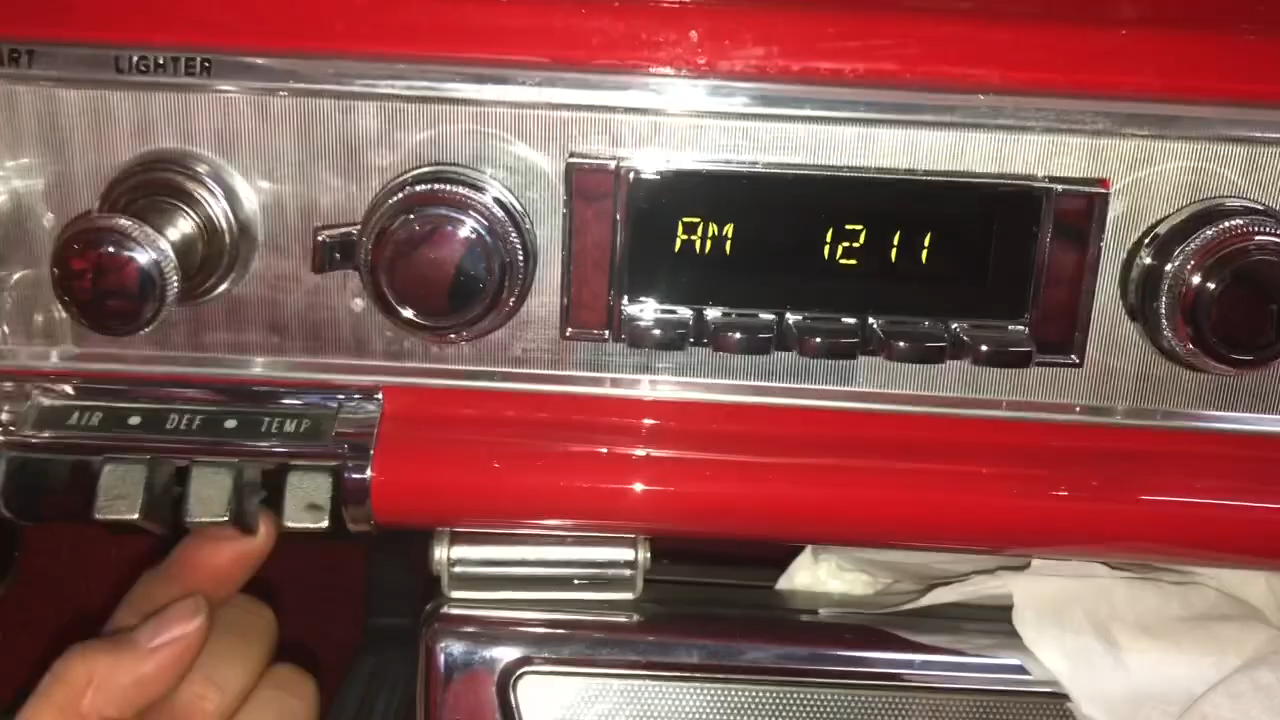 LIGHTER
AM 1211
AIR • DEF • TEMP